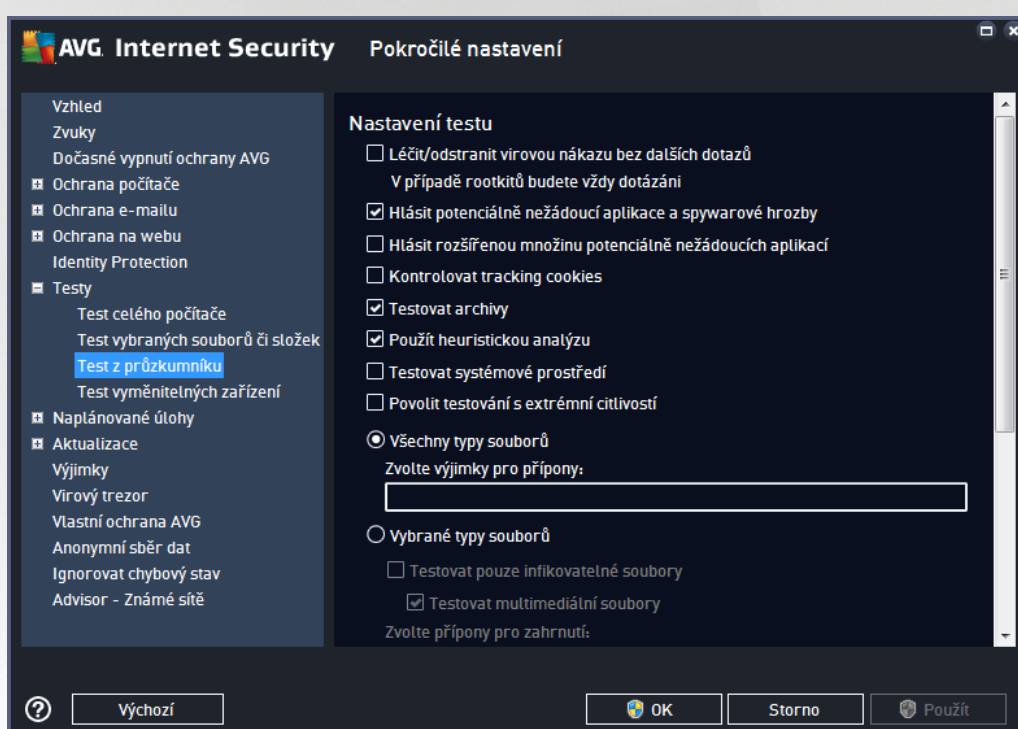 AVG. Internet Security Pokročilé nastavení
Vzhled
Zvuky
Dočasné vypnutí ochrany AVG
Ochrana počítače
Ochrana e-mailu
Ochrana na webu
Identity Protection
Testy
Test celého počítače
Test vybraných souborů či složek
Test z průzkumníku
Test vyměnitelných zařízení
Naplánované úlohy
Aktualizace
Výjimky
Virový trezor
Vlastní ochrana AVG
Anonymní sběr dat
Ignorovat chybový stav
Advisor - Známé sítě
Nastavení testu
Léčit/odstranit virovou nákazu bez dalších dotazů
V případě rootkitů budete vždy dotázáni
Hlásit potenciálně nežádoucí aplikace a spywarové hrozby
Hlásit rozšířenou množinu potenciálně nežádoucích aplikací
Kontrolovat tracking cookies
Testovat archivy
Použít heuristickou analýzu
Testovat systémové prostředí
Povolit testování s extrémní citlivostí
Všechny typy souborů
Zvolte výjimky pro přípony:
Vybrané typy souborů
Testovat pouze infikovatelné soubory
Testovat multimediální soubory
Zvolte přípony pro zahrnutí:
Výchozí
OK
Storno
Použít